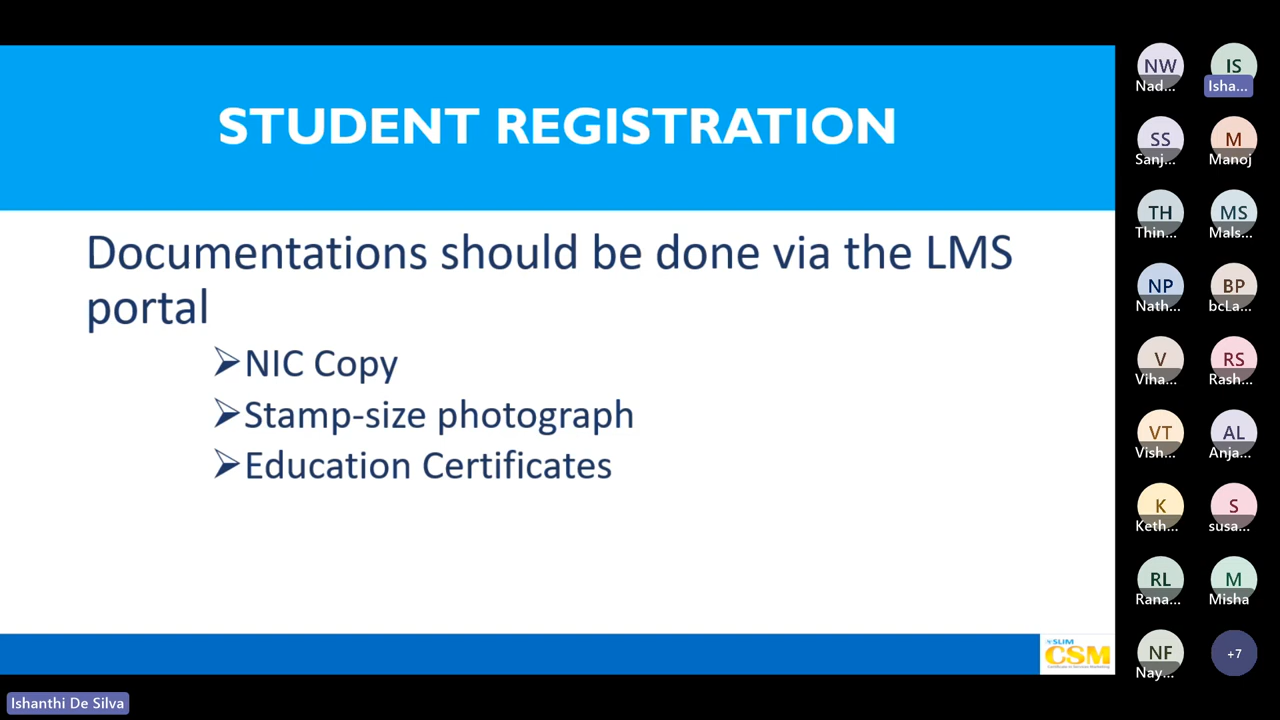 STUDENT REGISTRATION
Documentations should be done via the LMS
portal
➢NIC Copy
➢Stamp-size photograph
➢Education Certificates
SLIM
CSM
Ishanthi De Silva
NW
Nad...
IS
Isha...
SS
Sanj...
M
Manoj
TH
Thin...
MS
Mals...
NP
Nath...
BP
bcLa...
V
Viha...
RS
Rash...
VT
Vish...
AL
Anja...
K
Keth...
S
susa...
RL
Rana...
M
Misha
NF
Nay...
+7